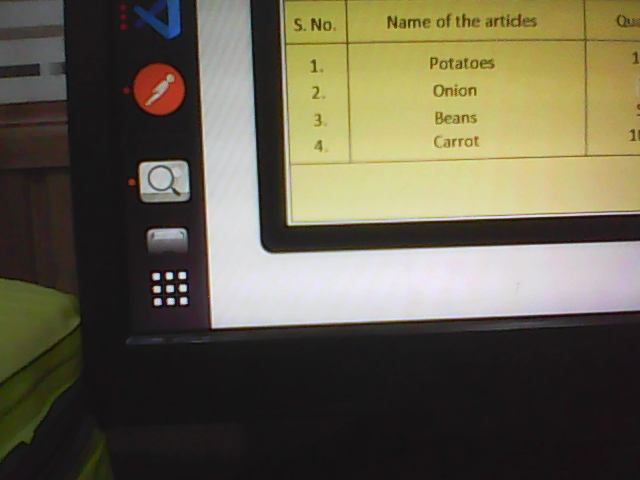 S. No. Name of the articles
1. Potatoes
2. Onion
3. Beans
4. Carrot